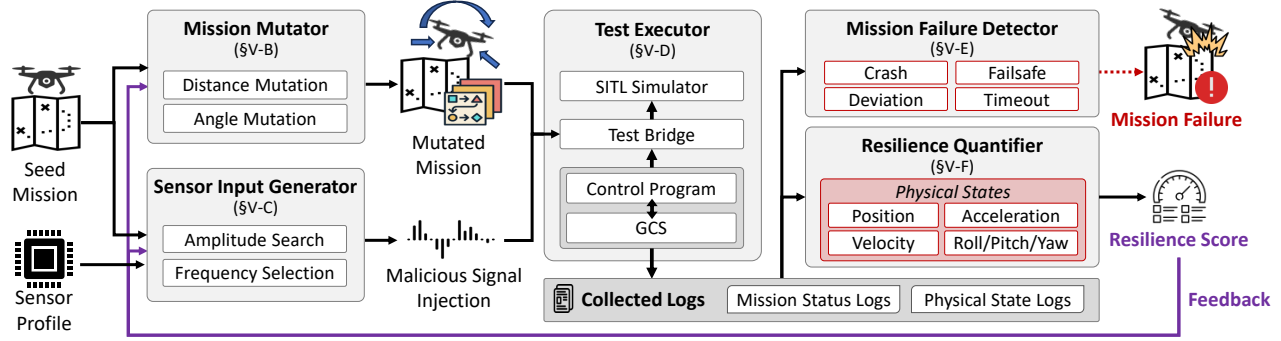 Seed
Mission
Sensor
Profile
Mission Mutator
(§V-B)
Distance Mutation
Angle Mutation
Sensor Input Generator
(§V-C)
Amplitude Search
Frequency Selection
Mutated
Mission
Malicious Signal
Injection
Test Executor
(§V-D)
SITL Simulator
Test Bridge
Control Program
GCS
Collected Logs
Mission Status Logs
Physical State Logs
Mission Failure Detector
(§V-E)
Crash
Failsafe
Deviation
Timeout
Mission Failure
Resilience Quantifier
(§V-F)
Physical States
Position
Acceleration
Velocity
Roll/Pitch/Yaw
Resilience Score
Feedback